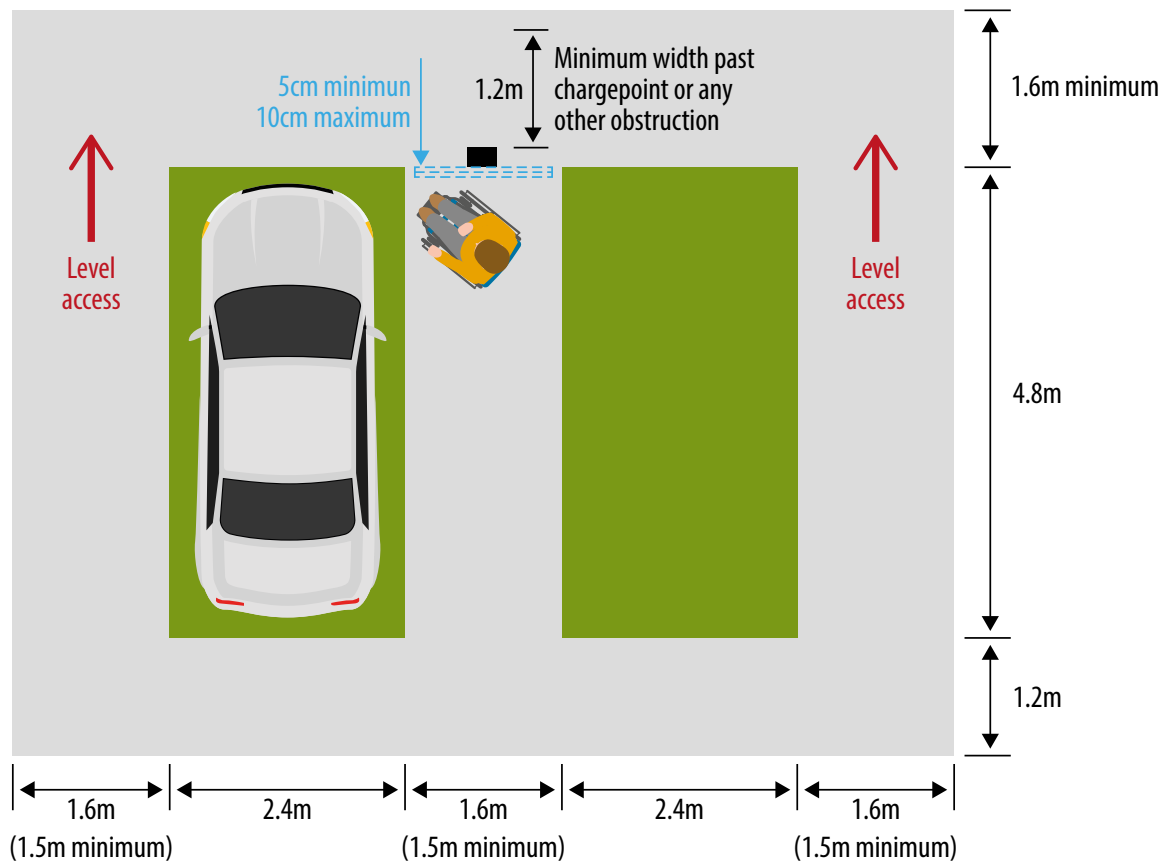 5cm minimun
10cm maximum
1.2m
Minimum width past
chargepoint or any
other obstruction
1.6m minimum
Level
access
Level
access
4.8m
1.2m
1.6m
(1.5m minimum)
2.4m
1.6m
(1.5m minimum)
2.4m
1.6m
(1.5m minimum)